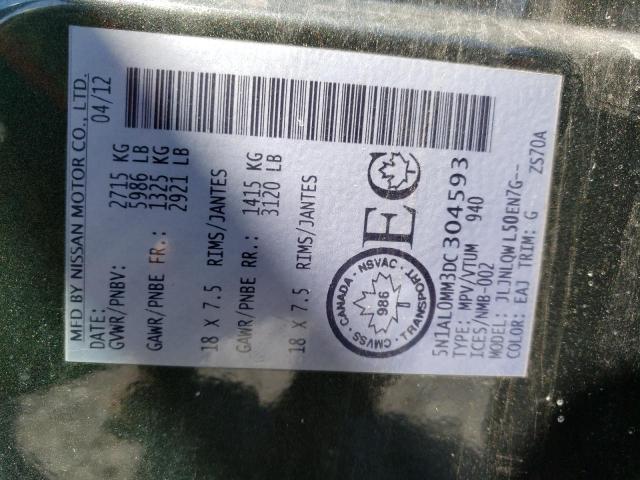 MFD BY NISSAN MOTOR CO., LTD.
DATE: 04/12
GVWR/PNBV: 2715 KG
5986 LB
GAWR/PNBE FR.: 1325 KG
2921 LB
18 X 7.5 RIMS/JANTES
GAWR/PNBE RR.: 1415 KG
3120 LB
18 X 7.5 RIMS/JANTES
CANADA · NSVAC · TRANSPORT · CMVSS ·
986
EC
5N1AL0MM3DC304593
TYPE: MPV/VTUM 940
ICES/NMB-002
MODEL: JLJNLQW L50EN7G--
COLOR: EAJ TRIM: G ZS70A